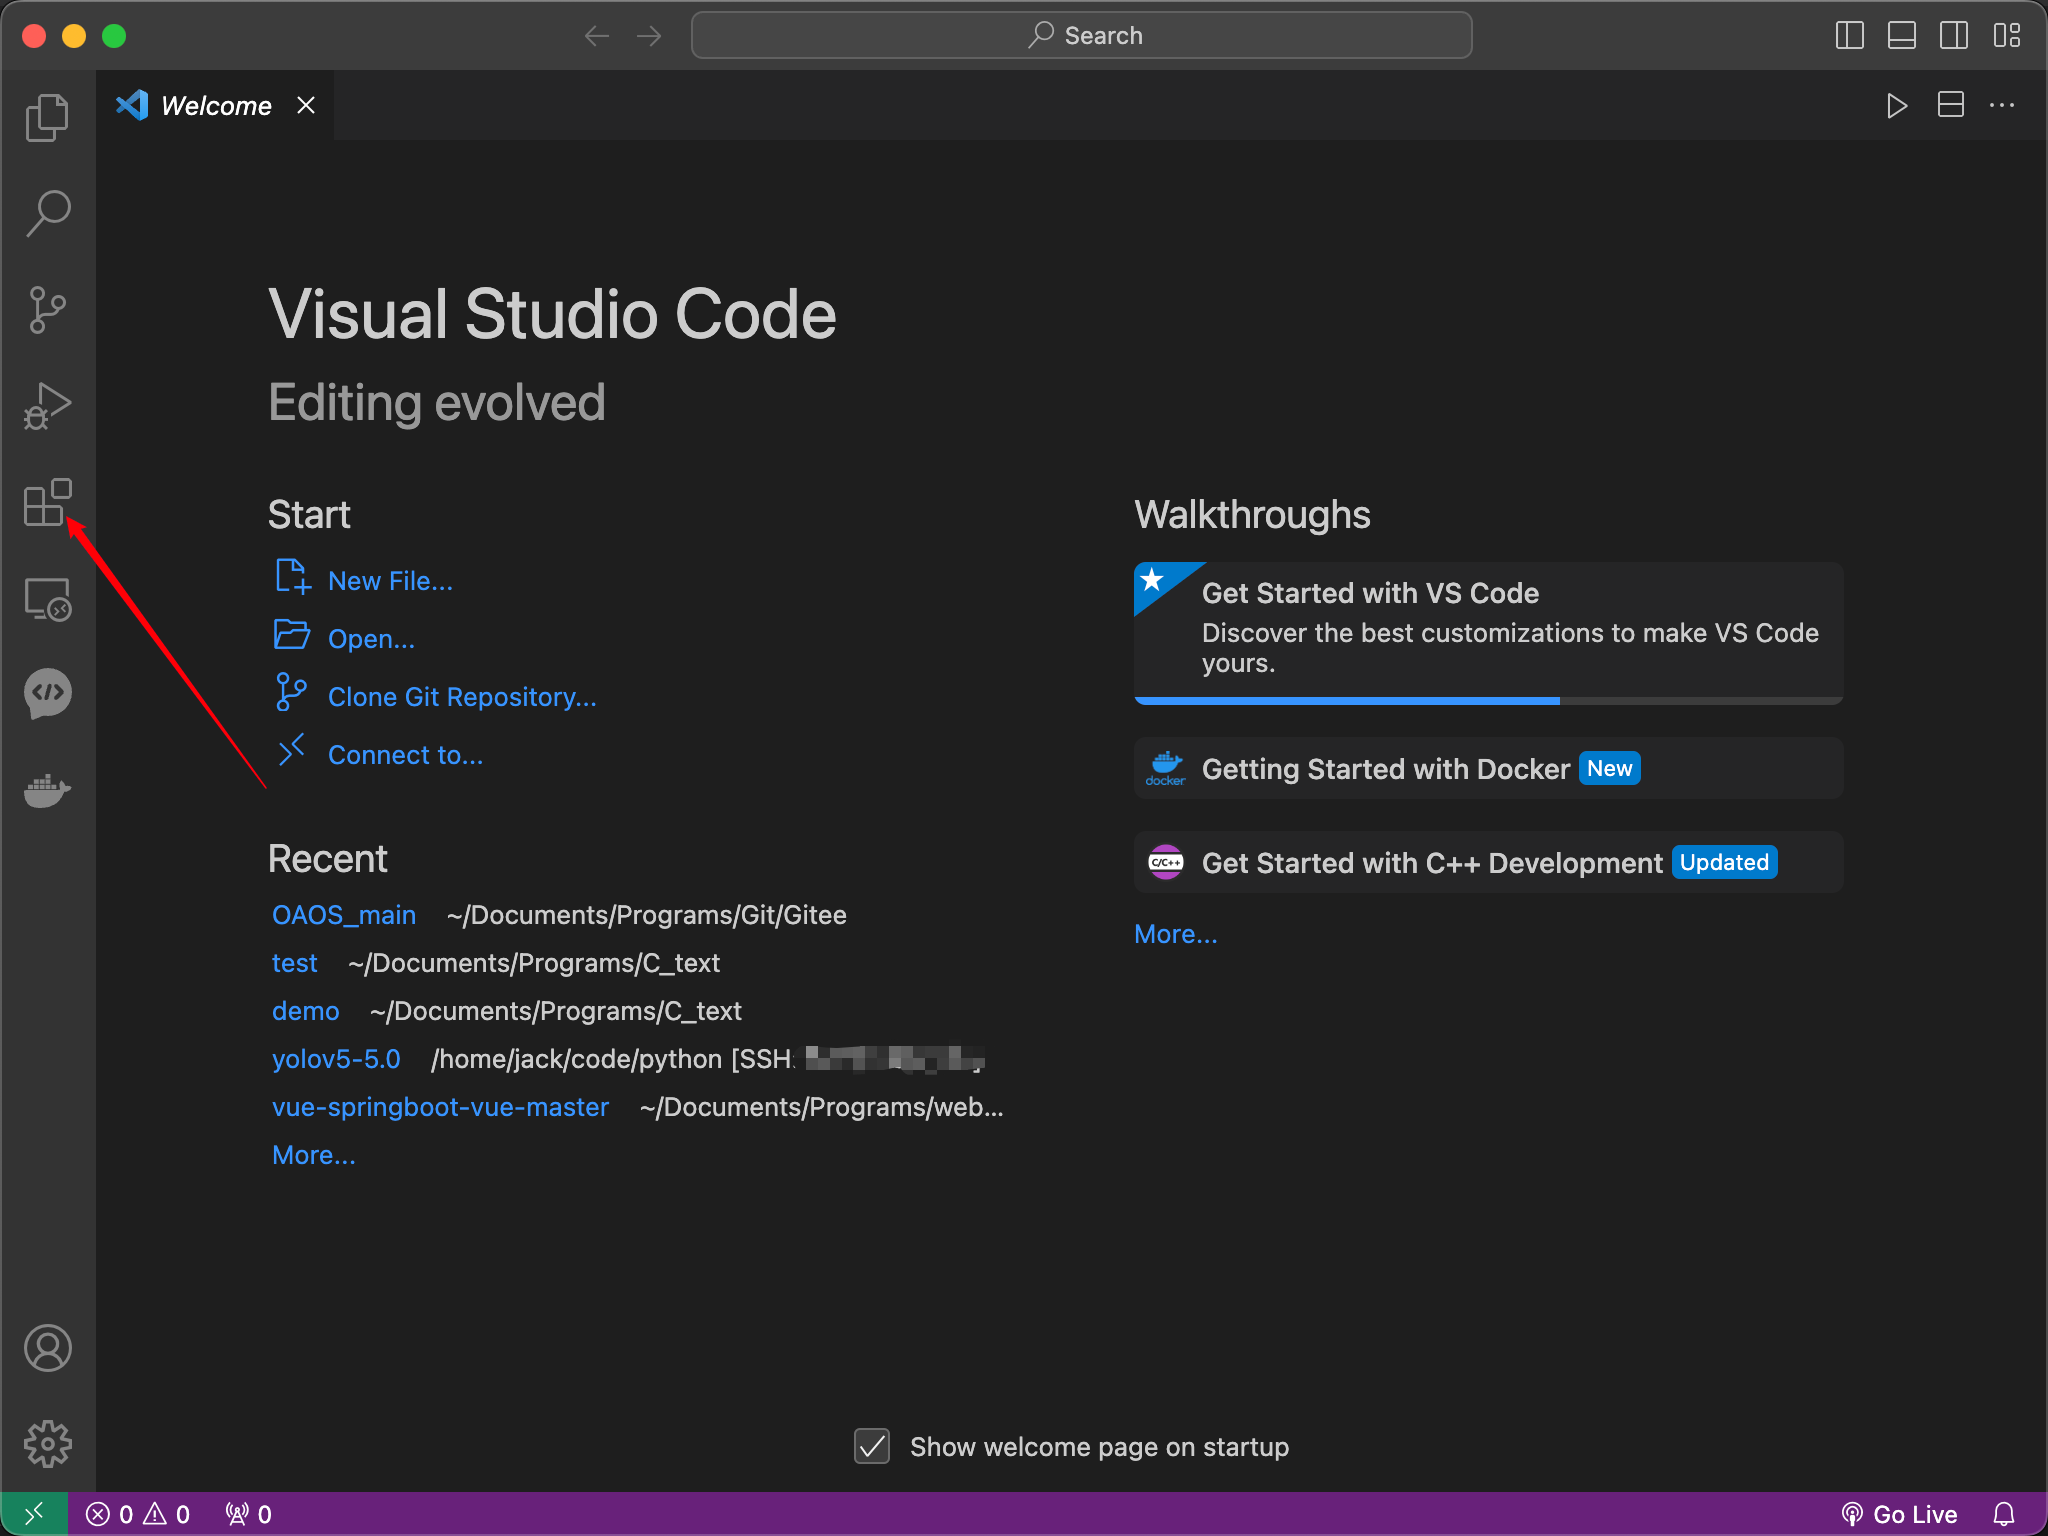 Search
Welcome
Visual Studio Code
Editing evolved
Start
New File...
Open...
Clone Git Repository...
Connect to...
Recent
OAOS_main ~/Documents/Programs/Git/Gitee
test ~/Documents/Programs/C_text
demo ~/Documents/Programs/C_text
yolov5-5.0 /home/jack/code/python [SSH: ]
vue-springboot-vue-master ~/Documents/Programs/web...
More...
Walkthroughs
Get Started with VS Code
Discover the best customizations to make VS Code
yours.
docker
Getting Started with Docker New
C/C++
Get Started with C++ Development Updated
More...
Show welcome page on startup
0 0 0
Go Live